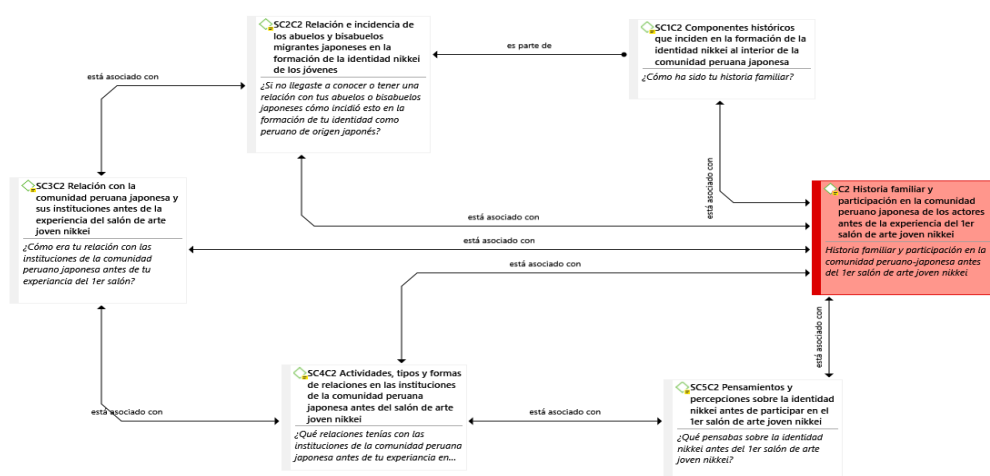 SC2C2 Relación e incidencia de
los abuelos y bisabuelos
migrantes japoneses en la
formación de la identidad nikkei
de los jóvenes
¿Si no llegaste a conocer o tener una
relación con tus abuelos o bisabuelos
japoneses cómo incidió esto en la
formación de tu identidad como
peruano de origen japonés?
es parte de
SC1C2 Componentes históricos
que inciden en la formación de la
identidad nikkei al interior de la
comunidad peruana japonesa
¿Cómo ha sido tu historia familiar?
está asociado con
está asociado con
SC3C2 Relación con la
comunidad peruana japonesa y
sus instituciones antes de la
experiencia del salón de arte
joven nikkei
¿Cómo era tu relación con las
instituciones de la comunidad
peruano japonesa antes de tu
experiancia del 1er salón?
está asociado con
está asociado con
está asociado con
C2 Historia familiar y
participación en la comunidad
peruano japonesa de los actores
antes de la experiencia del 1er
salón de arte joven nikkei
Historia familiar y participación en la
comunidad peruano-japonesa antes
del 1er salón de arte joven nikkei
está asociado con
está asociado con
SC4C2 Actividades, tipos y formas
de relaciones en las instituciones
de la comunidad peruana
japonesa antes del salón de arte
joven nikkei
¿Qué relaciones tenías con las
instituciones de la comunidad peruana
japonesa antes de tu experiancia en...
está asociado con
SC5C2 Pensamientos y
percepciones sobre la identidad
nikkei antes de participar en el
1er salón de arte joven nikkei
¿Qué pensabas sobre la identidad
nikkei antes del 1er salón de arte
joven nikkei?